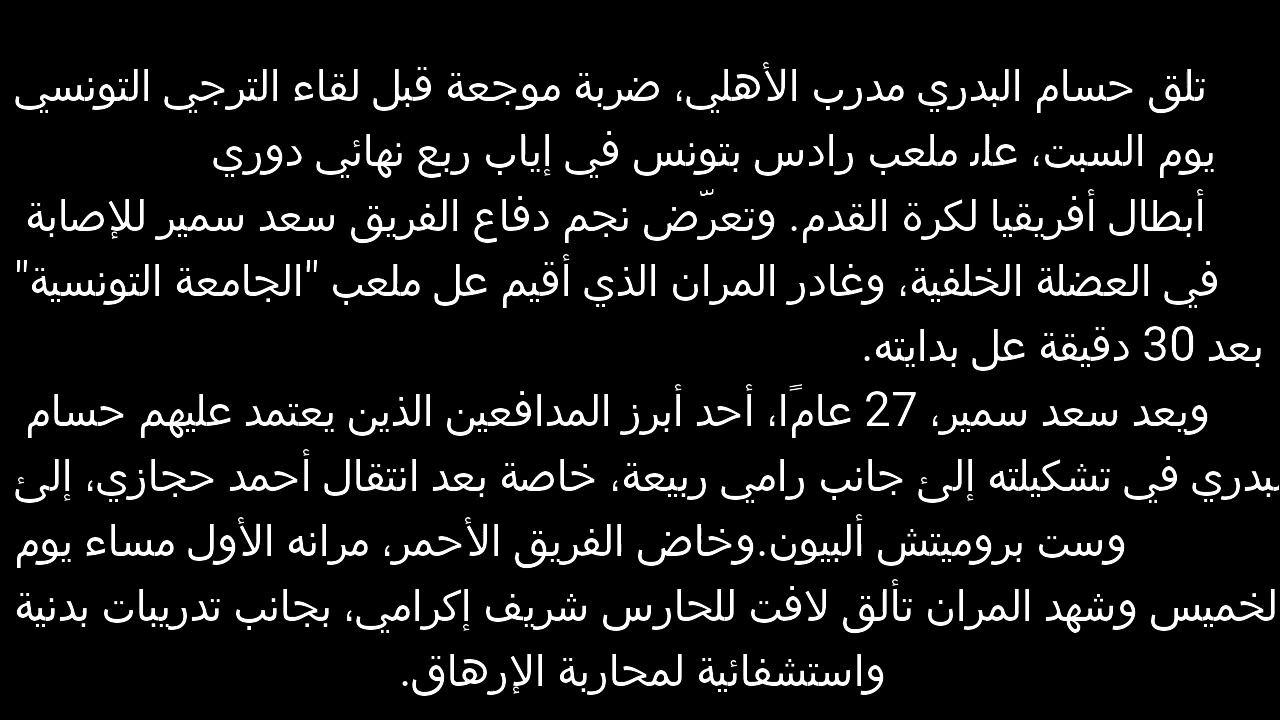 تلق حسام البدري مدرب الأهلي، ضربة موجعة قبل لقاء الترجي التونسي
يوم السبت، على ملعب رادس بتونس في إياب ربع نهائي دوري
أبطال أفريقيا لكرة القدم. وتعرّض نجم دفاع الفريق سعد سمير للإصابة
في العضلة الخلفية، وغادر المران الذي أقيم عل ملعب "الجامعة التونسية"
بعد 30 دقيقة عل بدايته.
ويعد سعد سمير، 27 عامًا، أحد أبرز المدافعين الذين يعتمد عليهم حسام
لبدري في تشكيلته إلئ جانب رامي ربيعة، خاصة بعد انتقال أحمد حجازي، إلئ
وست بروميتش ألبيون.وخاض الفريق الأحمر، مرانه الأول مساء يوم
لخميس وشهد المران تألق لافت للحارس شريف إكرامي، بجانب تدريبات بدنية
واستشفائية لمحاربة الإرهاق.